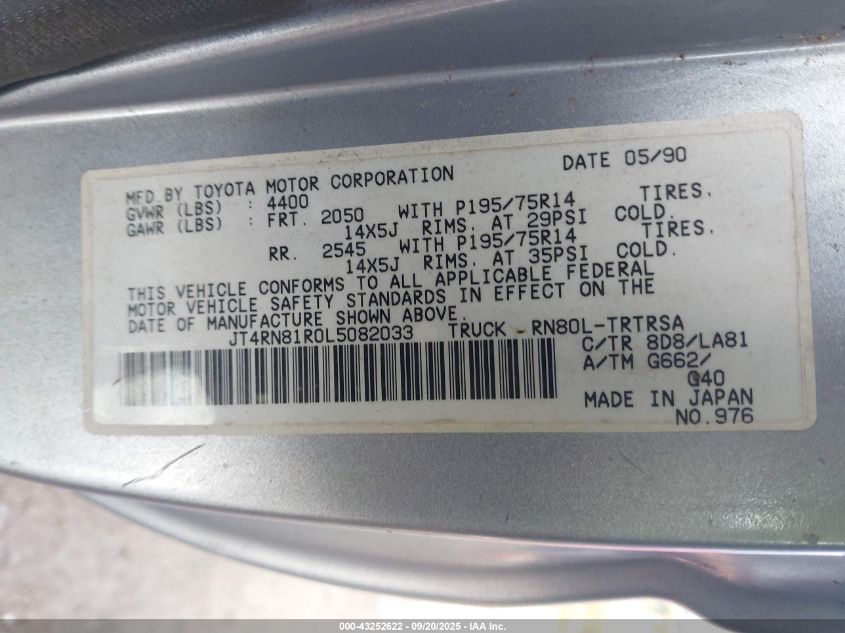 MFD BY TOYOTA MOTOR CORPORATION DATE 05/90
GVWR (LBS) : 4400
GAWR (LBS) : FRT. 2050 WITH P195/75R14 TIRES.
14X5J RIMS. AT 29PSI COLD.
RR. 2545 WITH P195/75R14 TIRES.
14X5J RIMS. AT 35PSI COLD.
THIS VEHICLE CONFORMS TO ALL APPLICABLE FEDERAL
MOTOR VEHICLE SAFETY STANDARDS IN EFFECT ON THE
DATE OF MANUFACTURE SHOWN ABOVE.
JT4RN81R0L5082033 TRUCK RN80L-TRTRSA
C/TR 8D8/LA81
A/TM G662/
G40
MADE IN JAPAN
NO.976
000-43252622 - 09/20/2025 - IAA Inc.